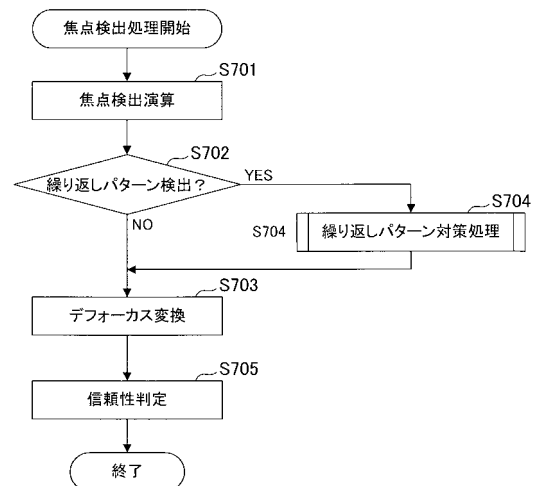 焦点検出処理開始
S701
焦点検出演算
S702
繰り返しパターン検出？
YES
NO
S704
S704
繰り返しパターン対策処理
S703
デフォーカス変換
S705
信頼性判定
終了